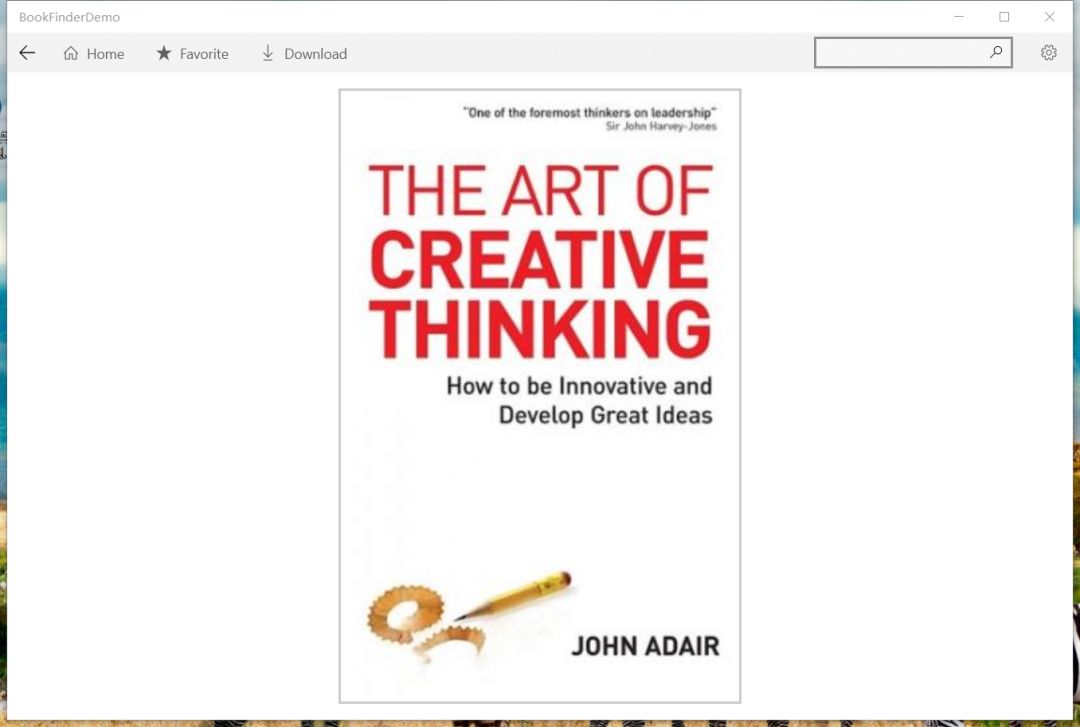 BookFinderDemo
Home Favorite Download
"One of the foremost thinkers on leadership"
Sir John Harvey-Jones
THE ART OF
CREATIVE
THINKING
How to be Innovative and
Develop Great Ideas
JOHN ADAIR